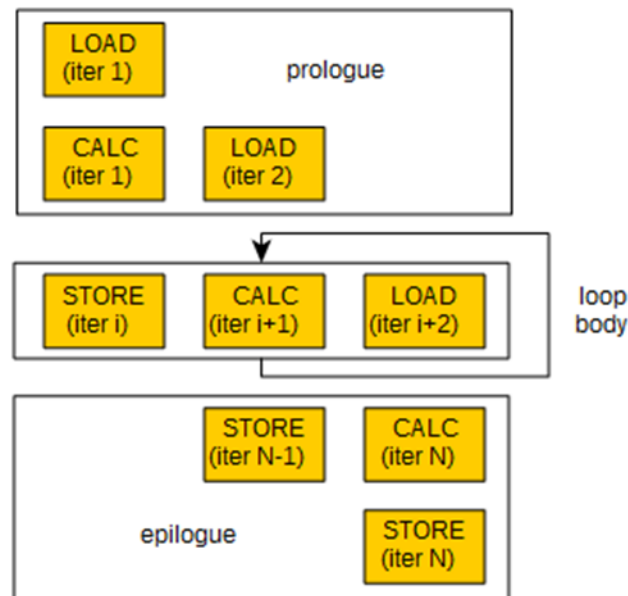 LOAD
(iter 1)
prologue
CALC
(iter 1)
LOAD
(iter 2)
STORE
(iter i)
CALC
(iter i+1)
LOAD
(iter i+2)
loop
body
STORE
(iter N-1)
CALC
(iter N)
epilogue
STORE
(iter N)